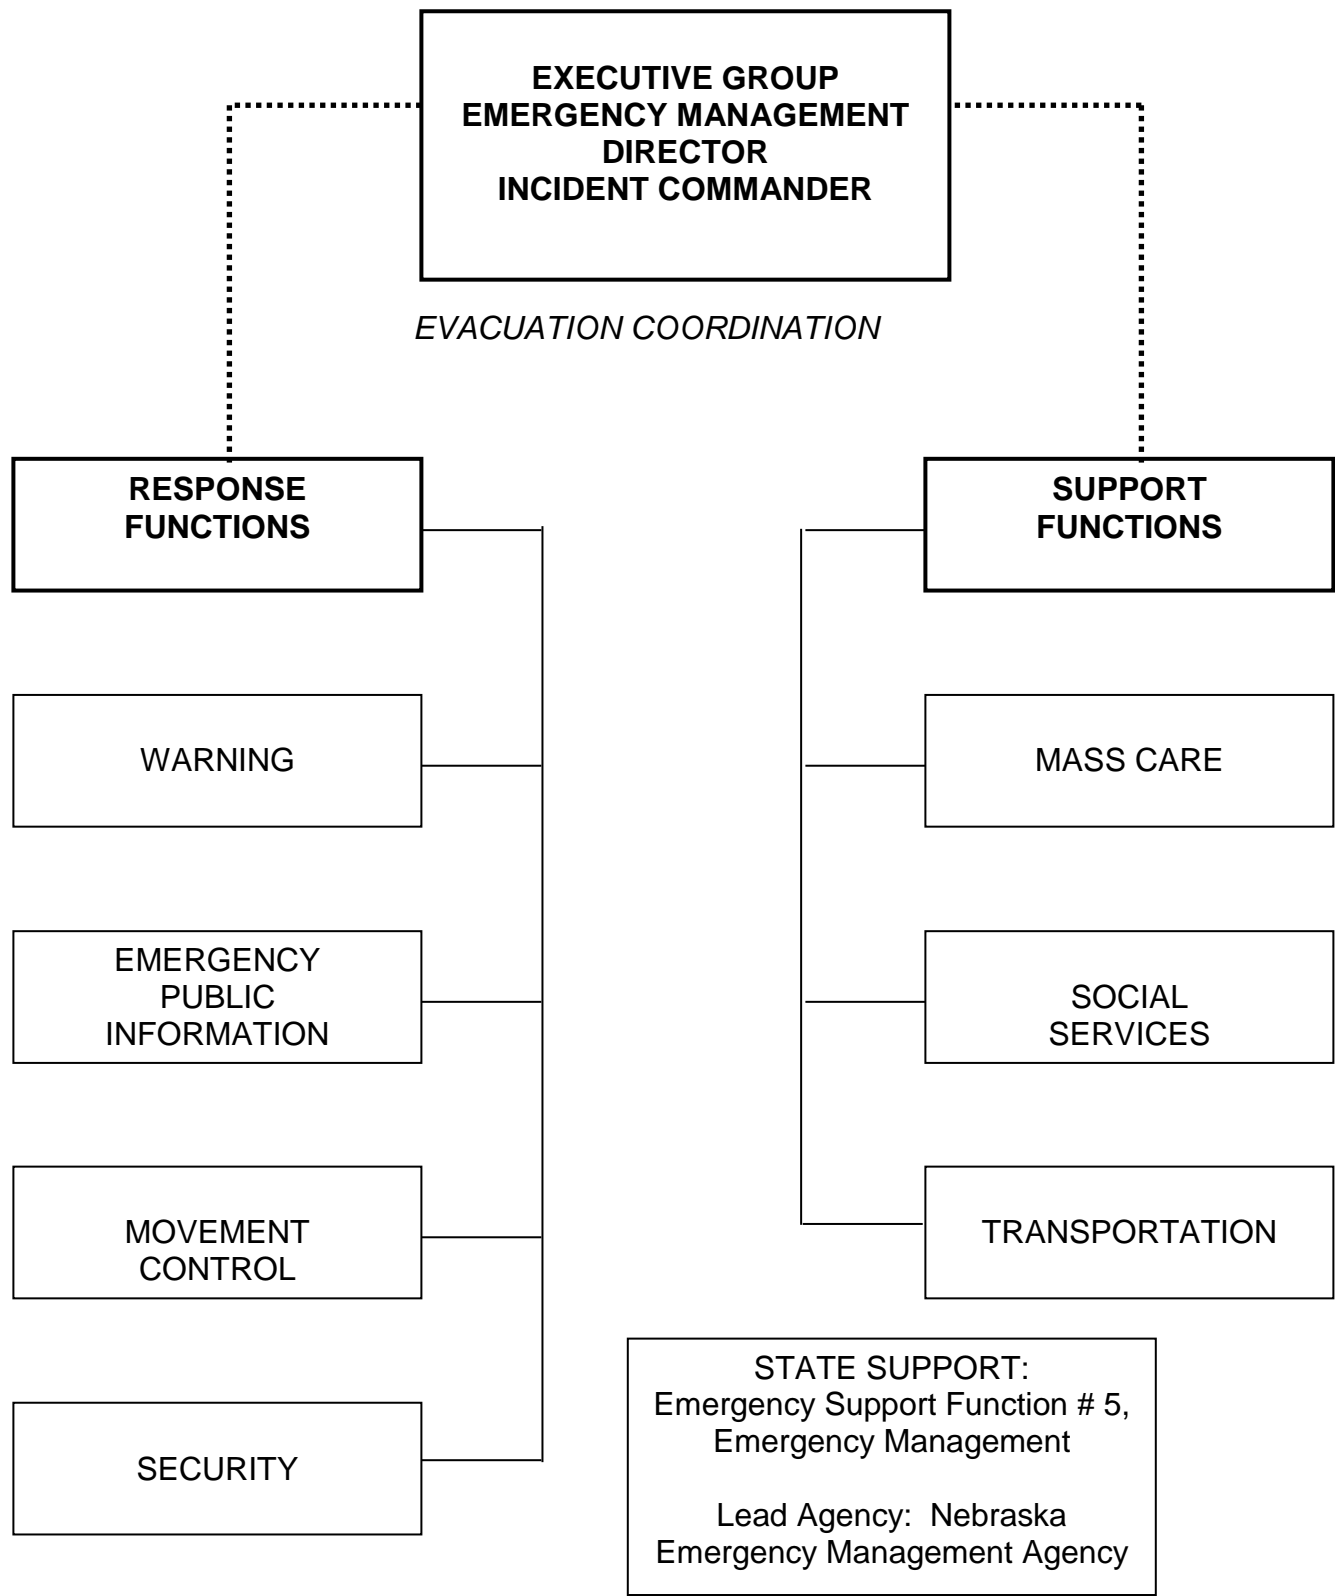 EXECUTIVE GROUP
EMERGENCY MANAGEMENT
DIRECTOR
INCIDENT COMMANDER
EVACUATION COORDINATION
RESPONSE
FUNCTIONS
WARNING
EMERGENCY
PUBLIC
INFORMATION
MOVEMENT
CONTROL
SECURITY
SUPPORT
FUNCTIONS
MASS CARE
SOCIAL
SERVICES
TRANSPORTATION
STATE SUPPORT:
Emergency Support Function # 5,
Emergency Management
Lead Agency:  Nebraska
Emergency Management Agency